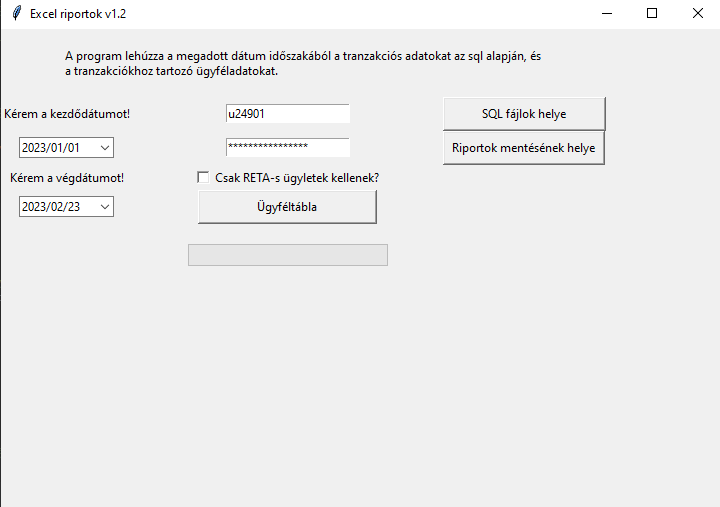 Excel riportok v1.2
A program lehúzza a megadott dátum időszakából a tranzakciós adatokat az sql alapján, és
a tranzakciókhoz tartozó ügyféladatokat.
Kérem a kezdődátumot!
u24901
SQL fájlok helye
2023/01/01
****************
Riportok mentésének helye
Kérem a végdátumot!
Csak RETA-s ügyletek kellenek?
2023/02/23
Ügyféltábla